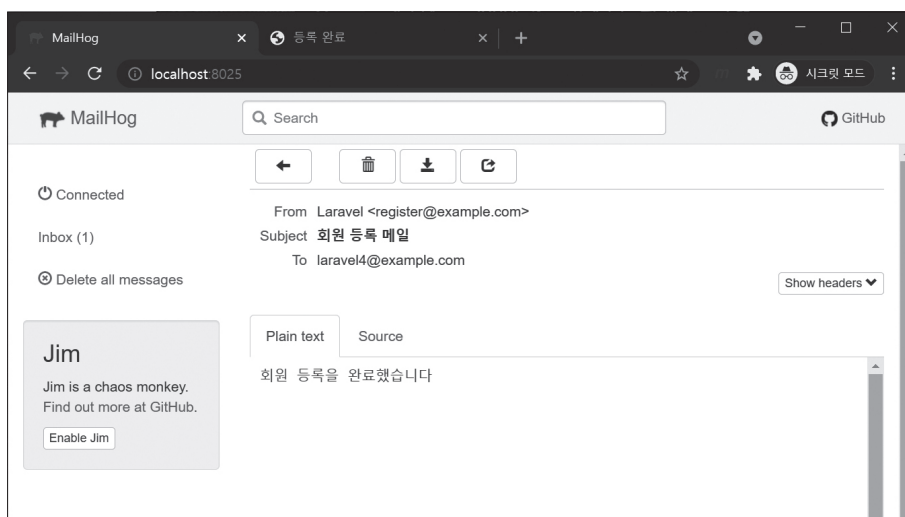 MailHog
등록 완료
localhost:8025
시크릿 모드
MailHog
Search
GitHub
Connected
Inbox (1)
Delete all messages
From Laravel <register@example.com>
Subject 회원 등록 메일
To laravel4@example.com
Show headers
Plain text
Source
회원 등록을 완료했습니다
Jim
Jim is a chaos monkey.
Find out more at GitHub.
Enable Jim